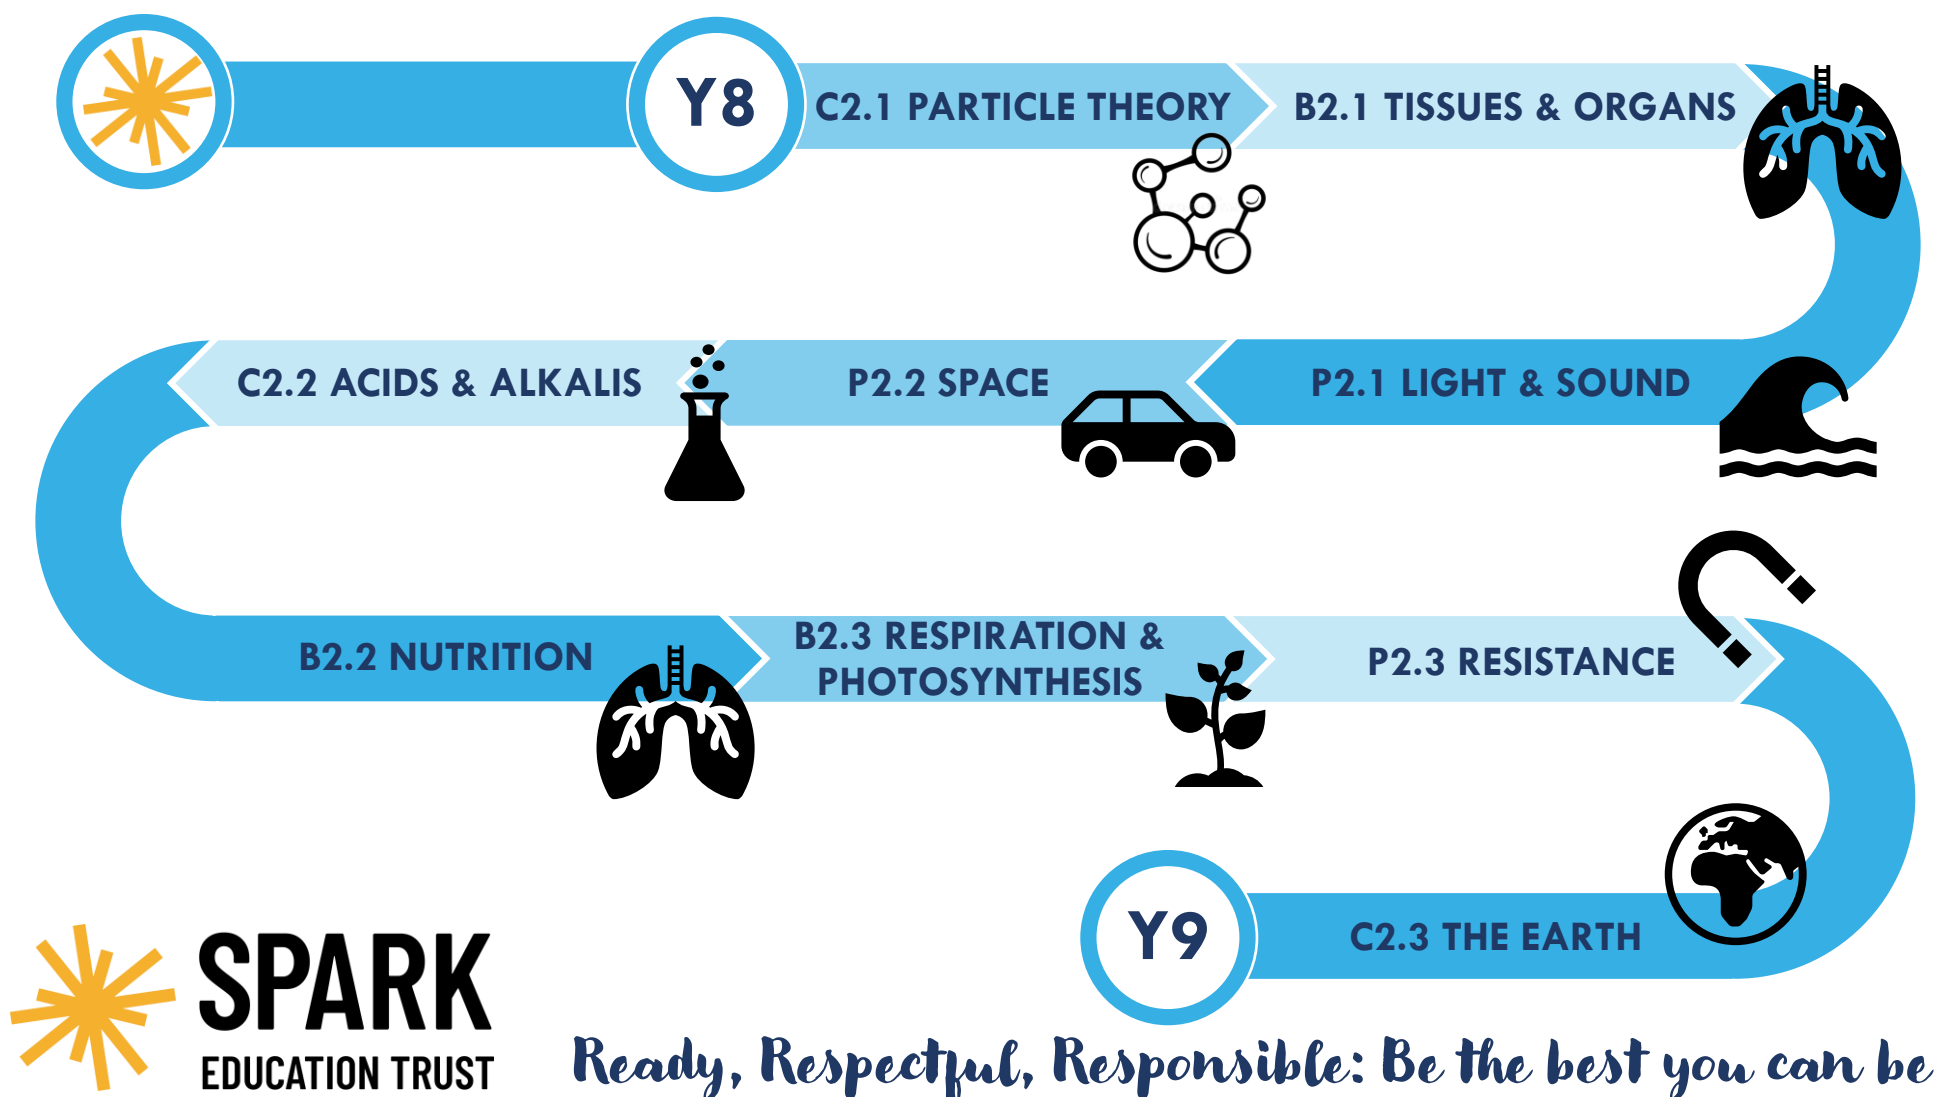 Y8
C2.1 PARTICLE THEORY
B2.1 TISSUES & ORGANS
P2.1 LIGHT & SOUND
P2.2 SPACE
C2.2 ACIDS & ALKALIS
B2.2 NUTRITION
B2.3 RESPIRATION &
PHOTOSYNTHESIS
P2.3 RESISTANCE
C2.3 THE EARTH
Y9
SPARK
EDUCATION TRUST
Ready, Respectful, Responsible: Be the best you can be